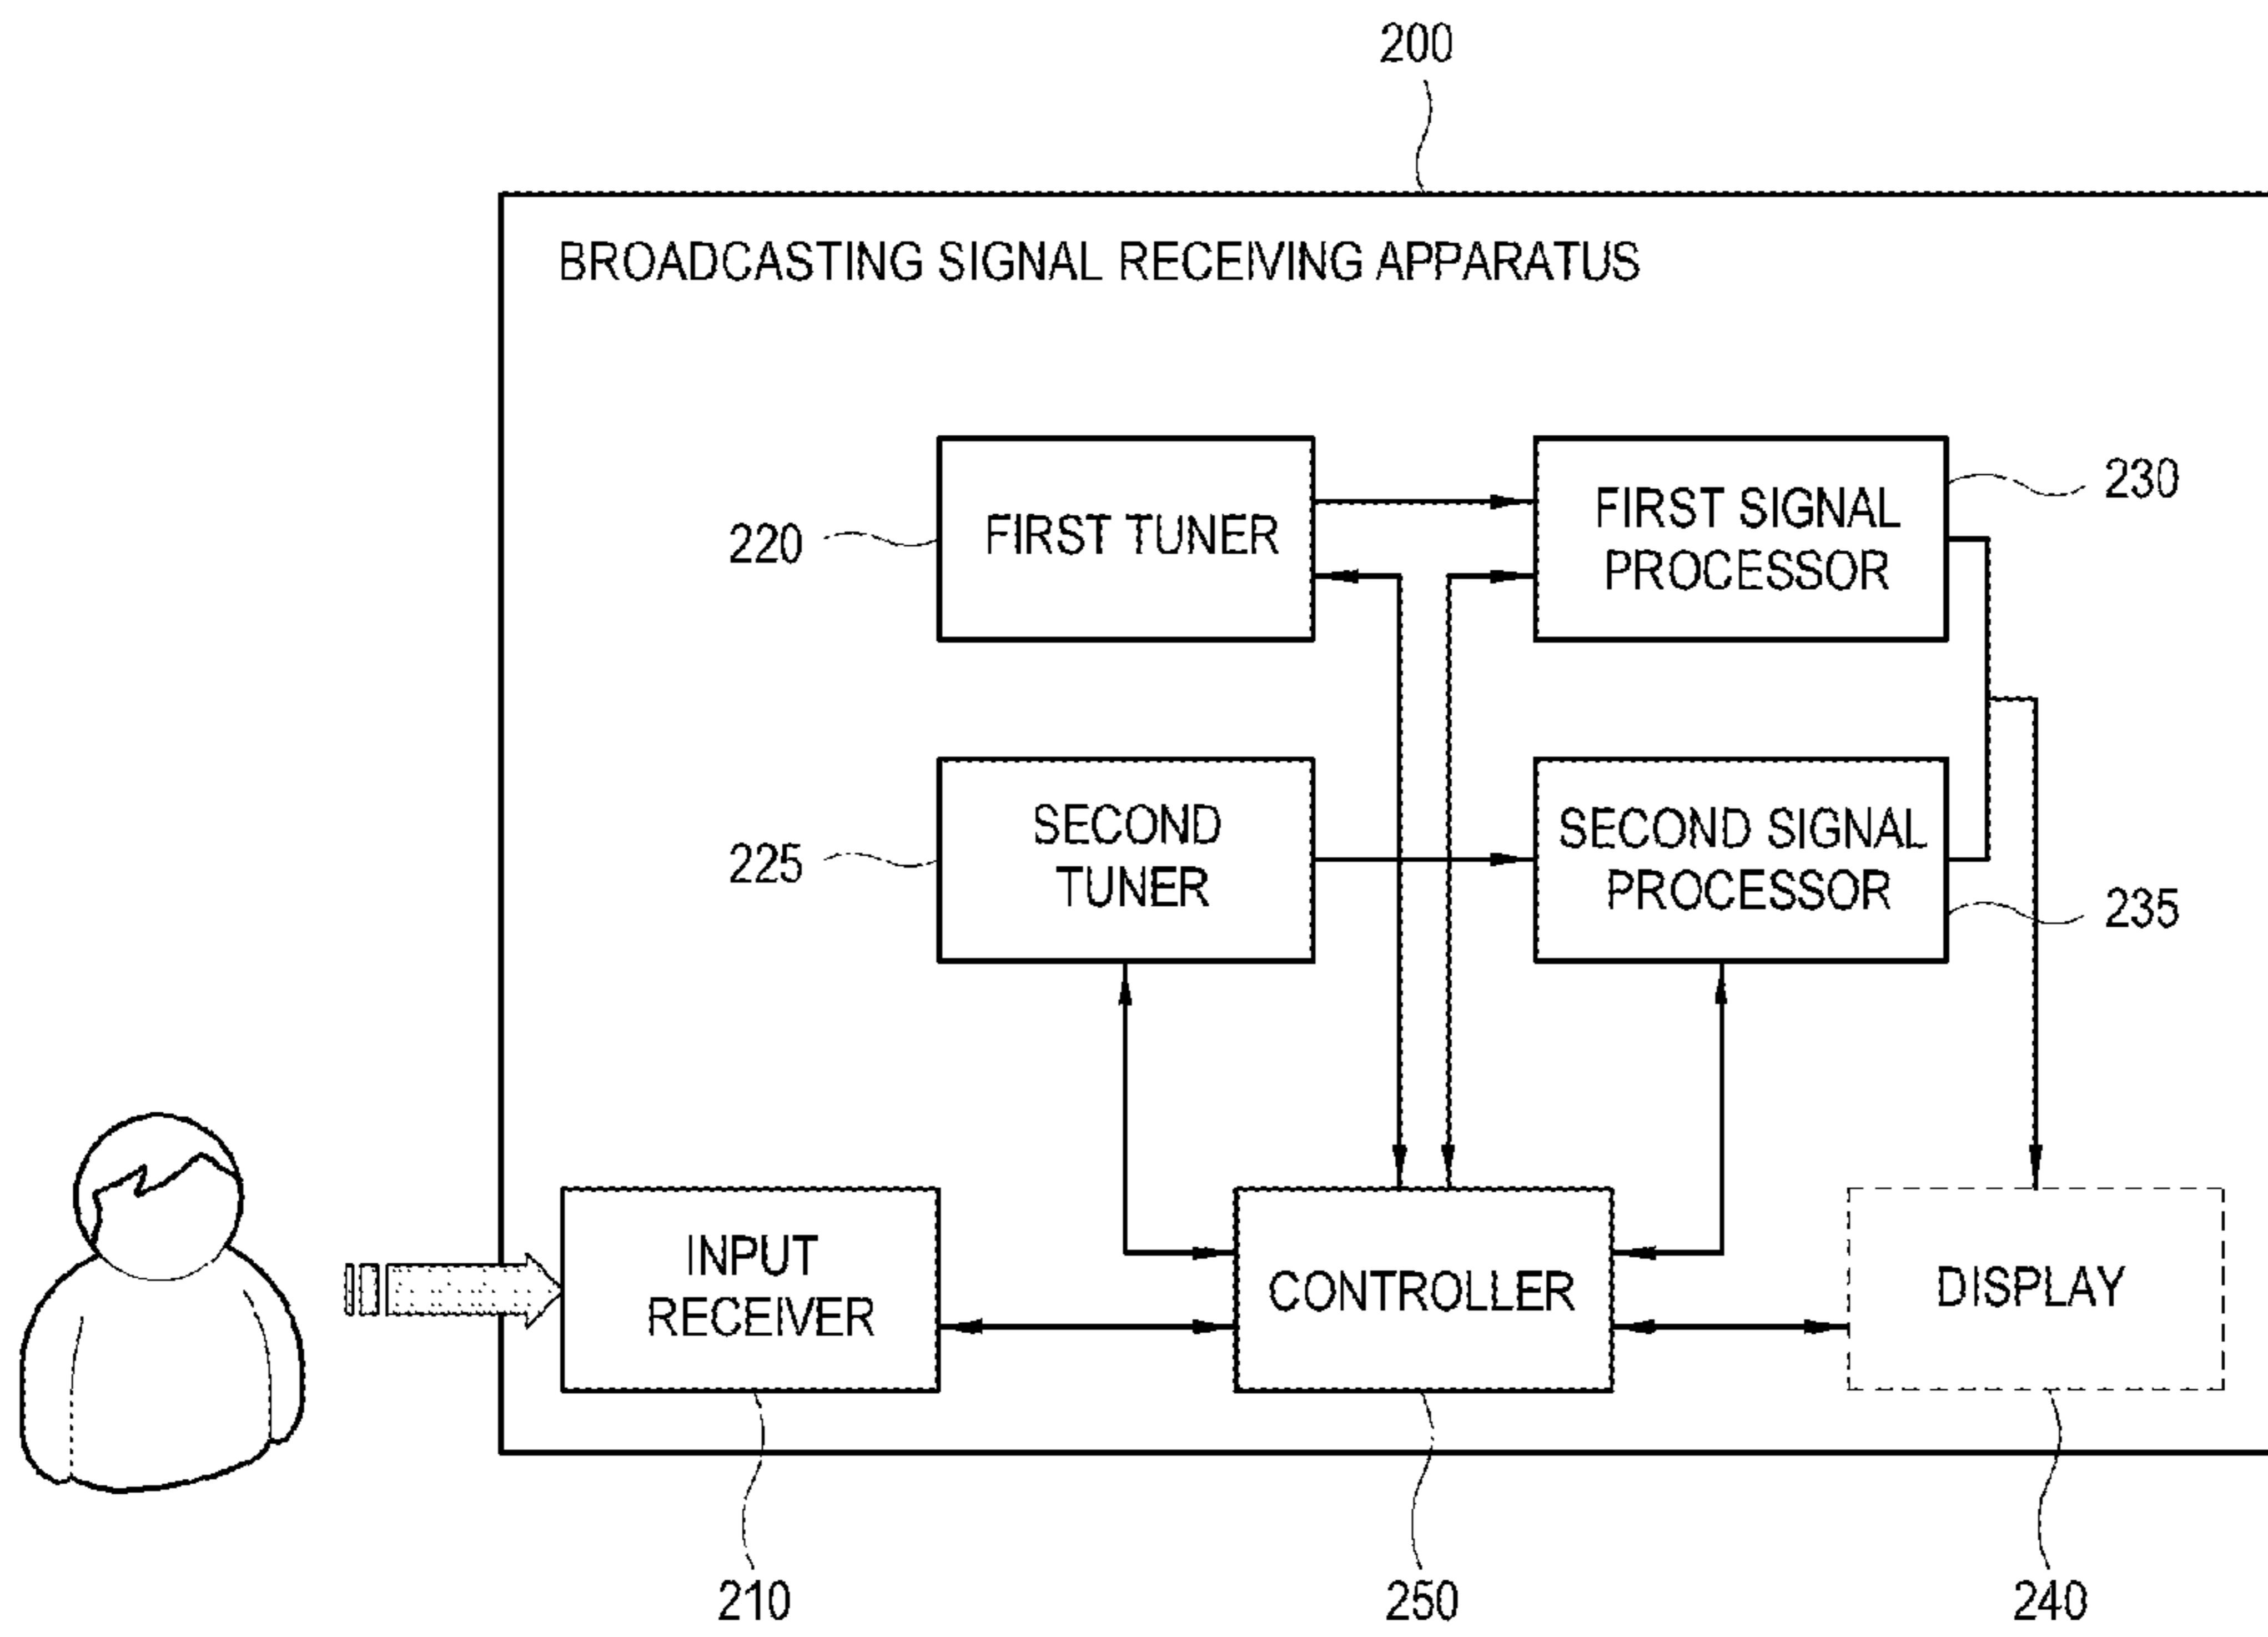 200
BROADCASTING SIGNAL RECEIVING APPARATUS
220
FIRST TUNER
FIRST SIGNAL
PROCESSOR
230
225
SECOND
TUNER
SECOND SIGNAL
PROCESSOR
235
INPUT
RECEIVER
CONTROLLER
DISPLAY
210
250
240